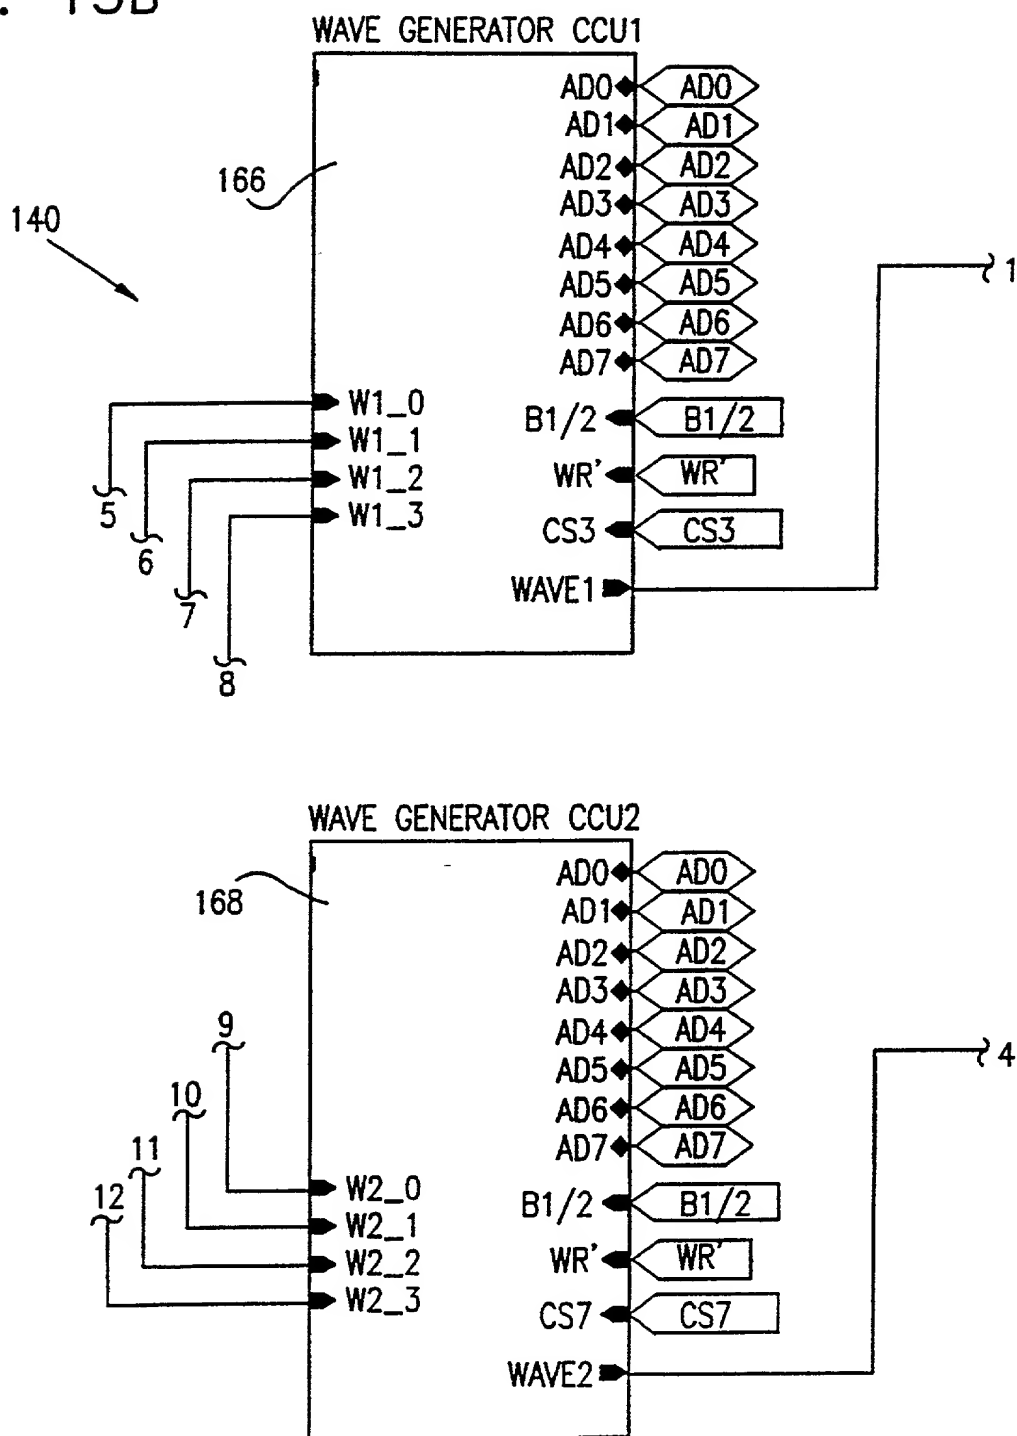 . 13B
WAVE GENERATOR CCU1
AD0 AD0
AD1 AD1
AD2 AD2
166
AD3 AD3
140
AD4 AD4
1
AD5 AD5
AD6 AD6
AD7 AD7
W1_0
B1/2 B1/2
W1_1
W1_2
WR' WR'
5
W1_3
CS3 CS3
6
WAVE1
7
8
WAVE GENERATOR CCU2
AD0 AD0
168
AD1 AD1
AD2 AD2
AD3 AD3
9
AD4 AD4
4
AD5 AD5
10
AD6 AD6
11
AD7 AD7
12
W2_0
B1/2 B1/2
W2_1
W2_2
WR' WR'
W2_3
CS7 CS7
WAVE2